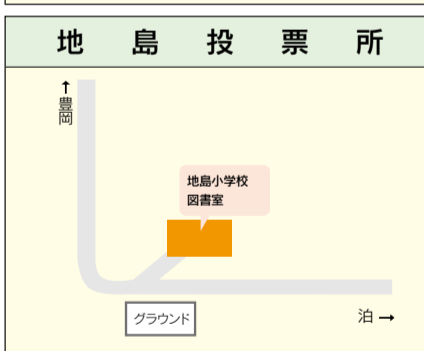 地島投票所
↑豊岡
地島小学校
図書室
グラウンド
泊→